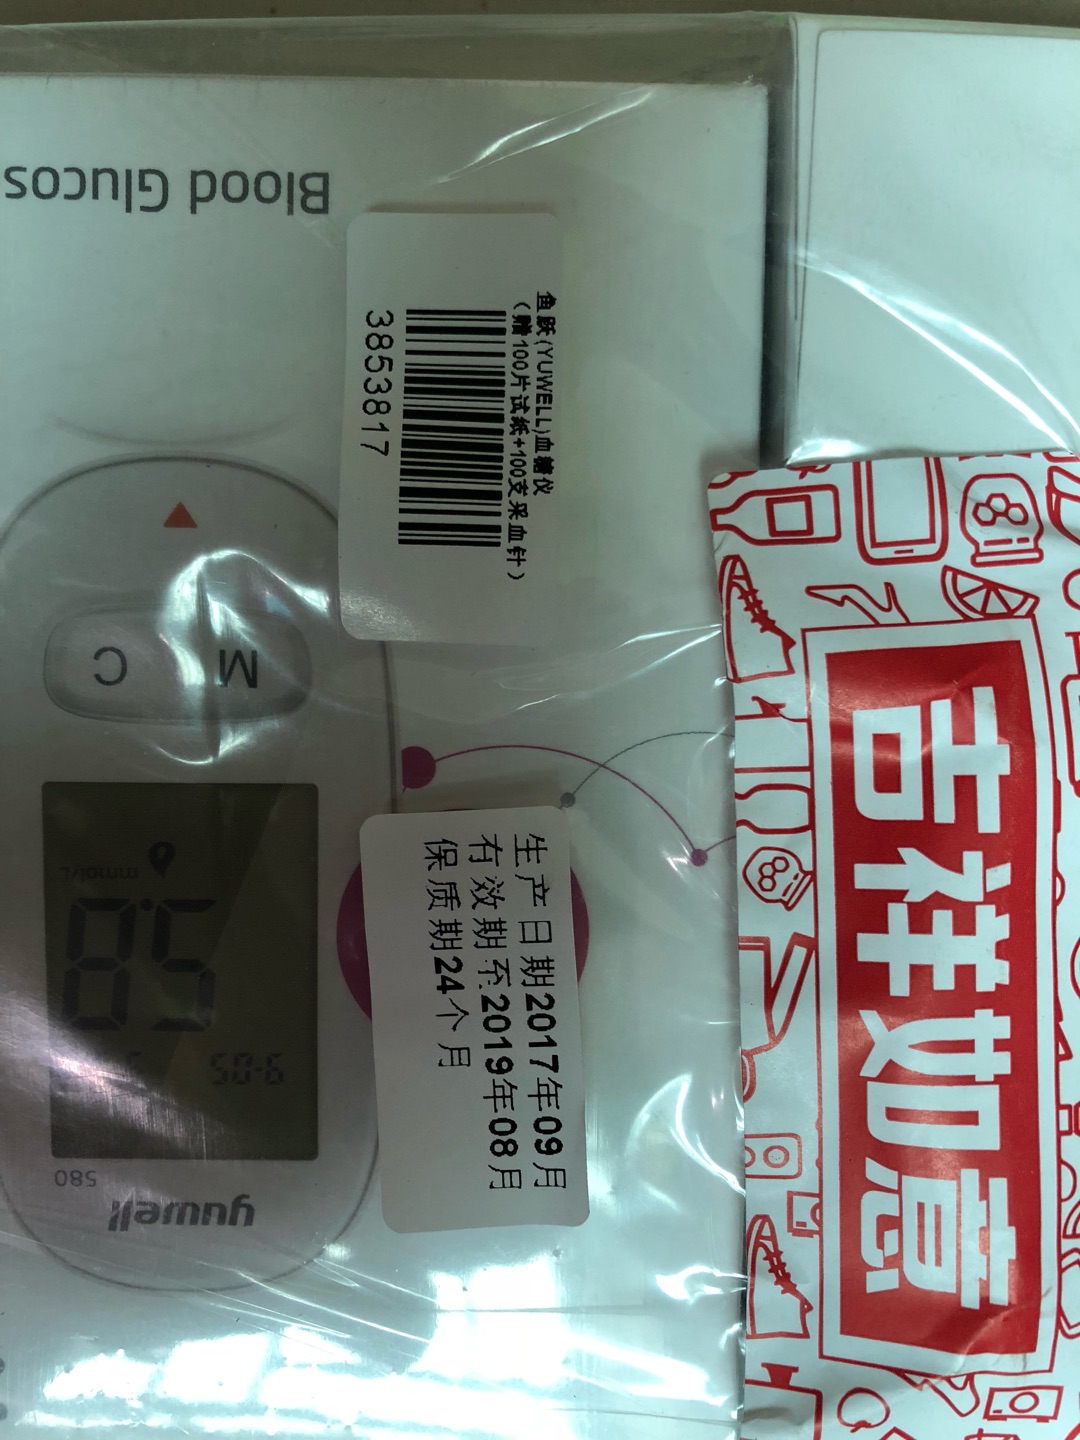 Blood Glucos
鱼跃(YUWELL)血糖仪
（赠100片试纸+100支采血针）
3853817
M C
生产日期2017年09月
有效期至2019年08月
保质期24个月
mmol/L
5.8
9-05
580
yuwell
吉祥如意